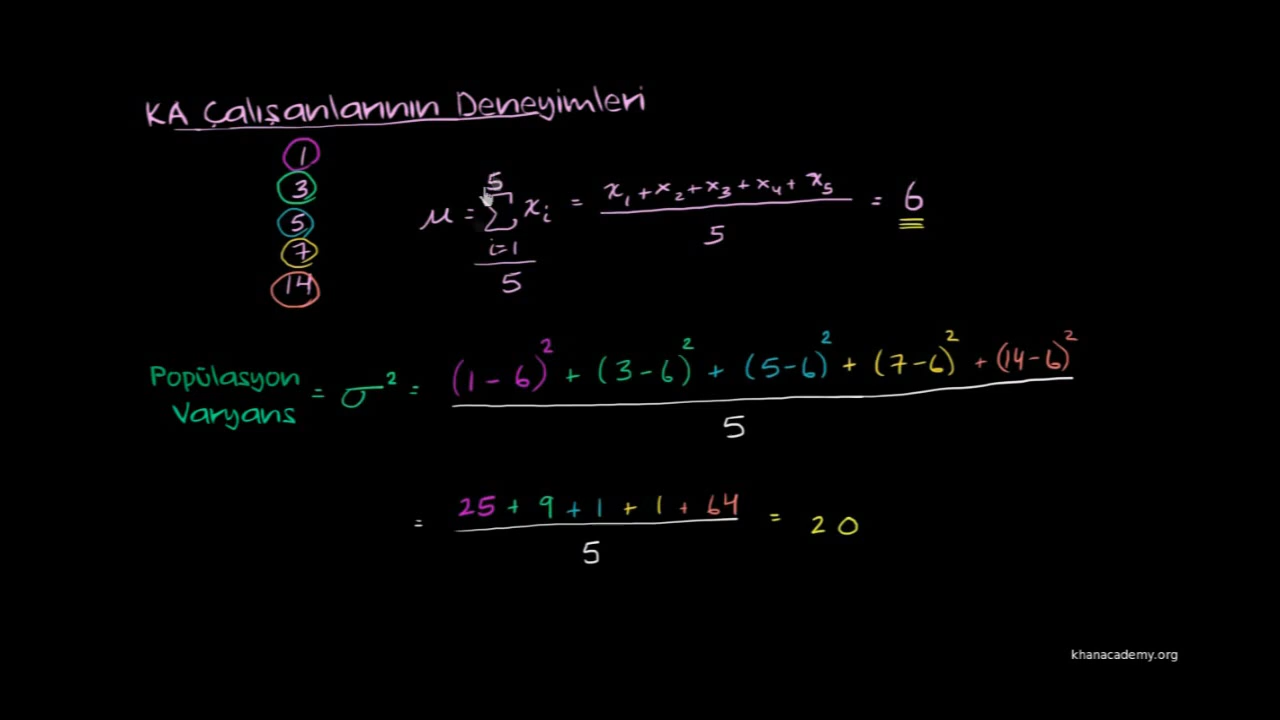 KA Çalışanlarının Deneyimleri
1
3
5
7
14
μ = 5 ∑ i=1 xᵢ / 5 = x₁ + x₂ + x₃ + x₄ + x₅ / 5 = 6
Popülasyon Varyans = σ² = (1 - 6)² + (3 - 6)² + (5 - 6)² + (7 - 6)² + (14 - 6)² / 5
= 25 + 9 + 1 + 1 + 64 / 5 = 20
khanacademy.org